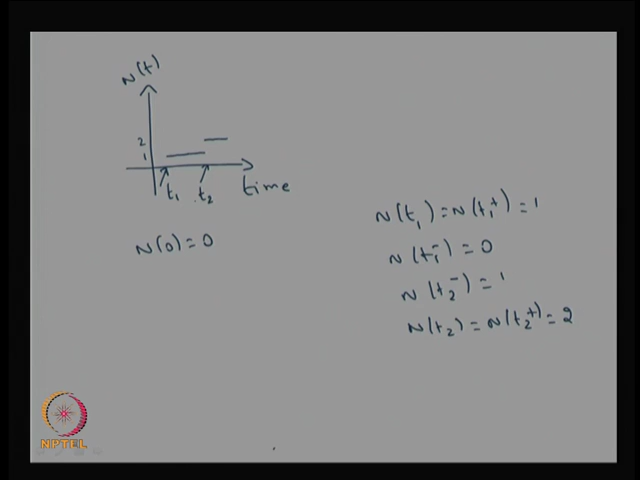 N(t)
2
1
t₁ t₂ time
N(0)=0
N(t₁)=N(t₁⁺)=1
N(t₁⁻)=0
N(t₂⁻)=1
N(t₂)=N(t₂⁺)=2
NPTEL